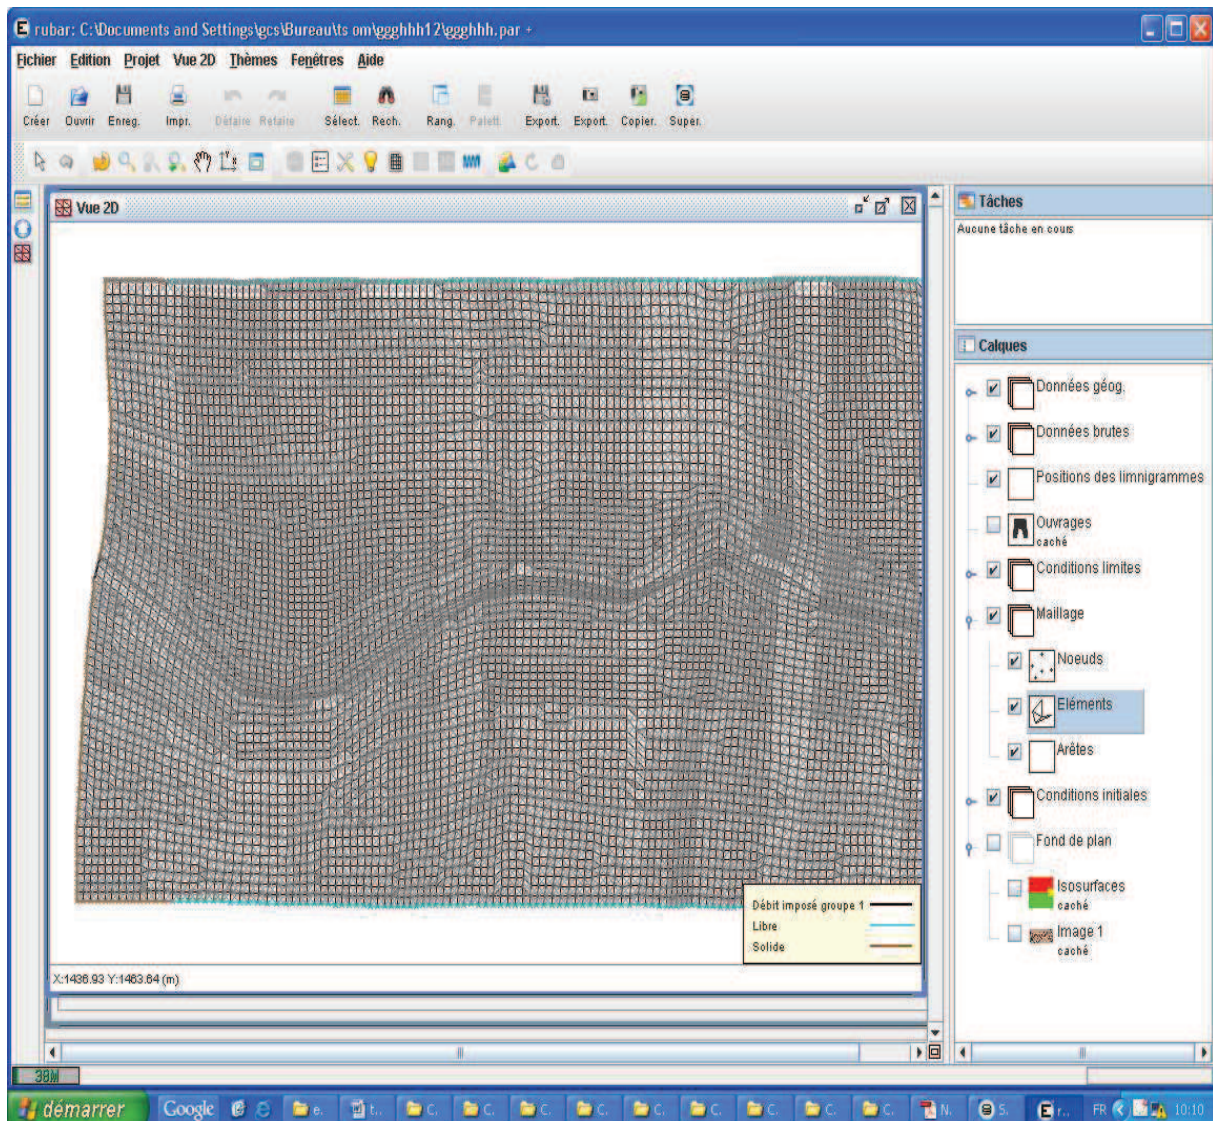 rubar: C:\Documents and Settings\gcs\Bureau\ts om\ggghhh12\ggghhh.par +
Fichier Edition Projet Vue 2D Thèmes Fenêtres Aide
Créer Ouvrir Enreg. Impr. Défaire Refaire Sélect. Rech. Rang. Palett. Export. Export. Copier. Super.
Vue 2D
Tâches
Aucune tâche en cours
Calques
Données géog.
Données brutes
Positions des limnigrammes
Ouvrages
caché
Conditions limites
Maillage
Noeuds
Eléments
Arêtes
Conditions initiales
Fond de plan
Isosurfaces
caché
Image 1
caché
Débit imposé groupe 1
Libre
Solide
X:1436.93 Y:1463.64 (m)
38M
démarrer Google e. t.. C. C. C. C. C. C. C. C. C. N. S. r.. FR 10:10